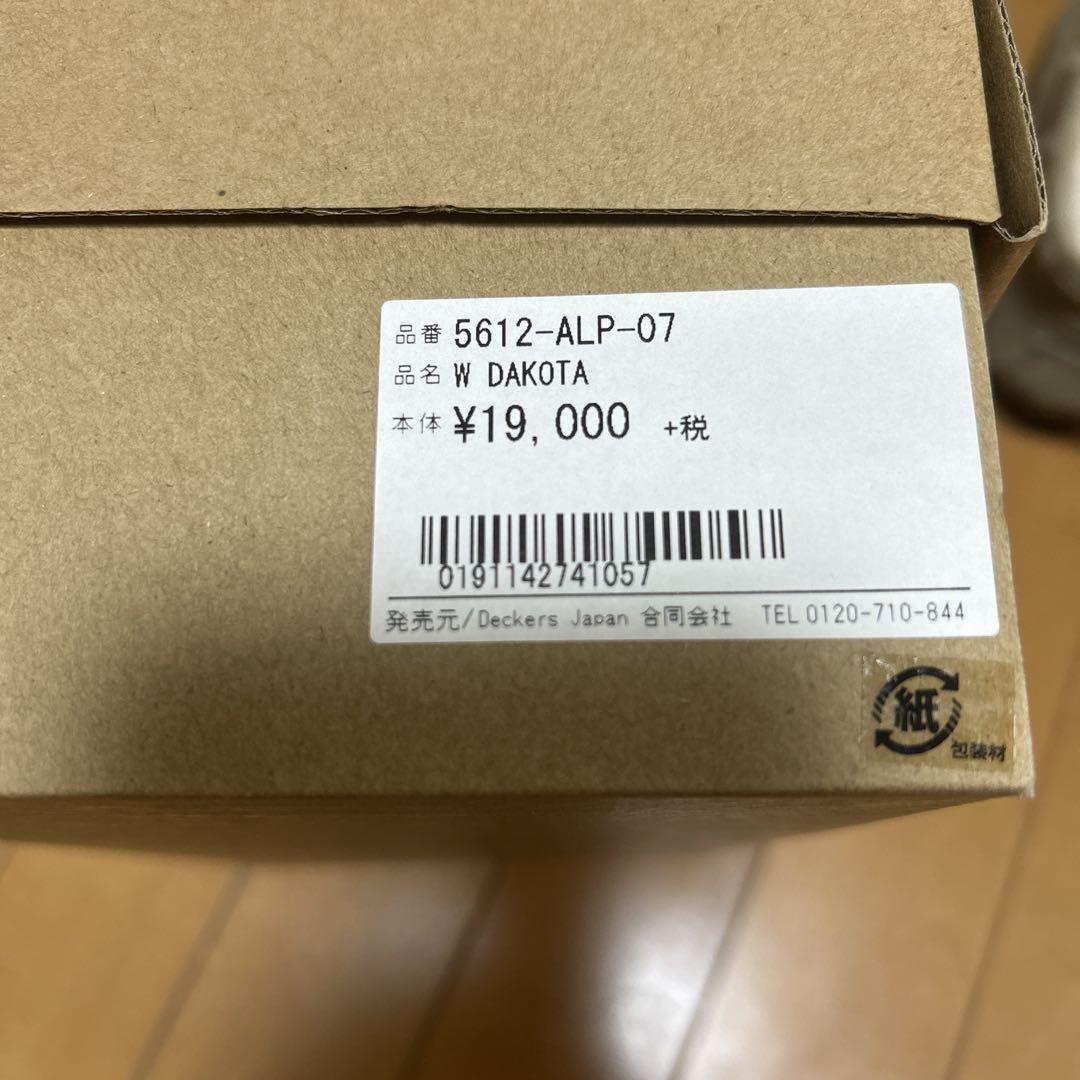 品番 5612-ALP-07
品名 W DAKOTA
本体 ¥19,000 +税
0191142741057
発売元/Deckers Japan 合同会社 TEL 0120-710-844
紙
包装材